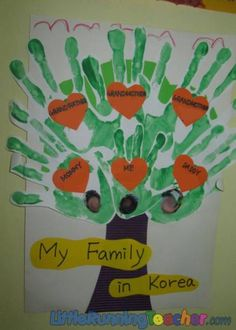 GRANDFATHER
GRANDMOTHER
GRANDMOTHER
MOMMY
ME
DADDY
My Family
in Korea
LittleRunningTeacher.com